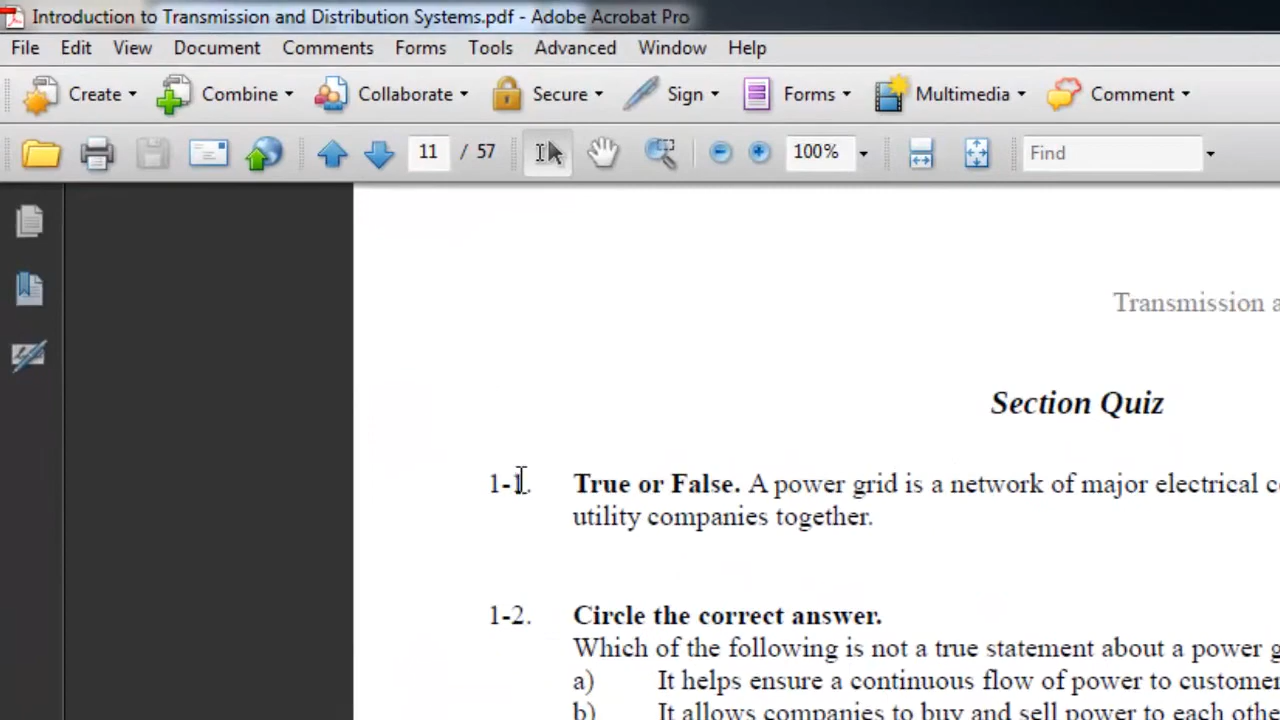 Introduction to Transmission and Distribution Systems.pdf - Adobe Acrobat Pro
File Edit View Document Comments Forms Tools Advanced Window Help
Create Combine Collaborate Secure Sign Forms Multimedia Comment
11 / 57 100% Find
Transmission a
Section Quiz
1-1. True or False. A power grid is a network of major electrical c
utility companies together.
1-2. Circle the correct answer.
Which of the following is not a true statement about a power g
a) It helps ensure a continuous flow of power to customer
b) It allows companies to buy and sell power to each othe